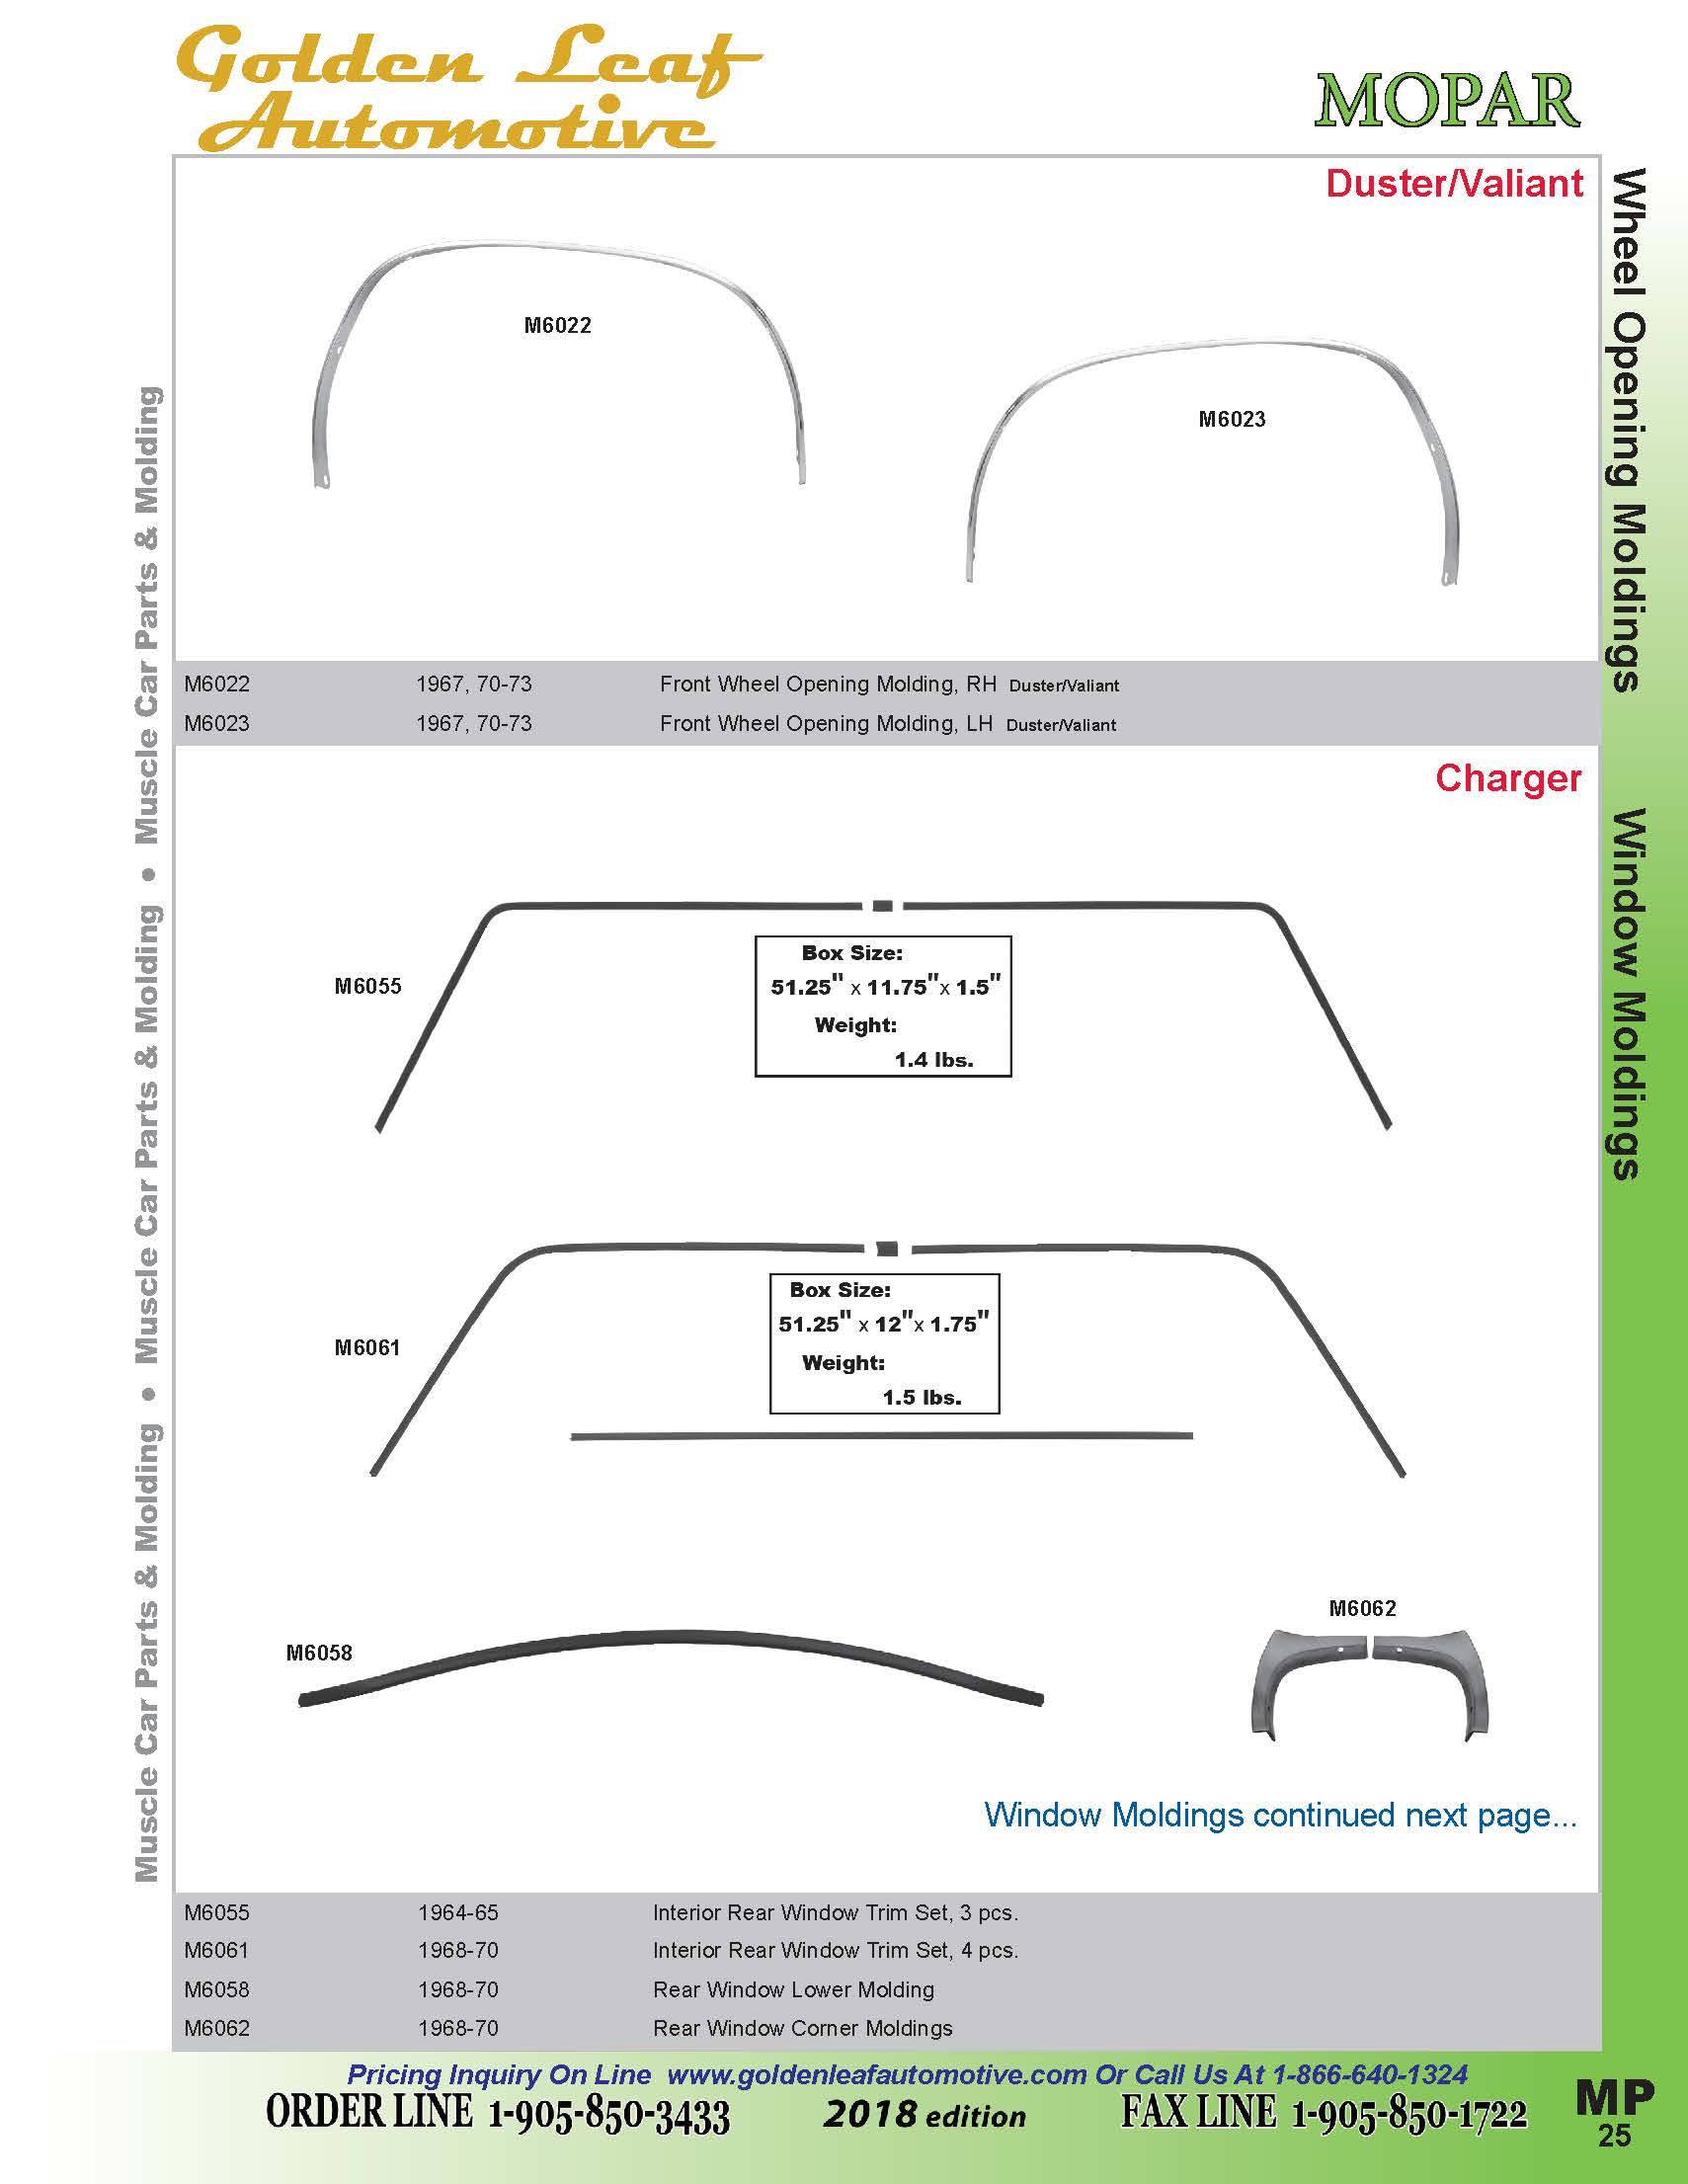 Golden Leaf
Automotive
MOPAR
Duster/Valiant
M6022
M6023
M6022 1967, 70-73 Front Wheel Opening Molding, RH Duster/Valiant
M6023 1967, 70-73 Front Wheel Opening Molding, LH Duster/Valiant
Charger
M6055
Box Size:
51.25" x 11.75"x 1.5"
Weight:
1.4 lbs.
M6061
Box Size:
51.25" x 12"x 1.75"
Weight:
1.5 lbs.
M6062
M6058
Window Moldings continued next page...
M6055 1964-65 Interior Rear Window Trim Set, 3 pcs.
M6061 1968-70 Interior Rear Window Trim Set, 4 pcs.
M6058 1968-70 Rear Window Lower Molding
M6062 1968-70 Rear Window Corner Moldings
Muscle Car Parts & Molding • Muscle Car Parts & Molding • Muscle Car Parts & Molding
Wheel Opening Moldings Window Moldings
Pricing Inquiry On Line www.goldenleafautomotive.com Or Call Us At 1-866-640-1324
ORDER LINE 1-905-850-3433 2018 edition FAX LINE 1-905-850-1722
MP
25